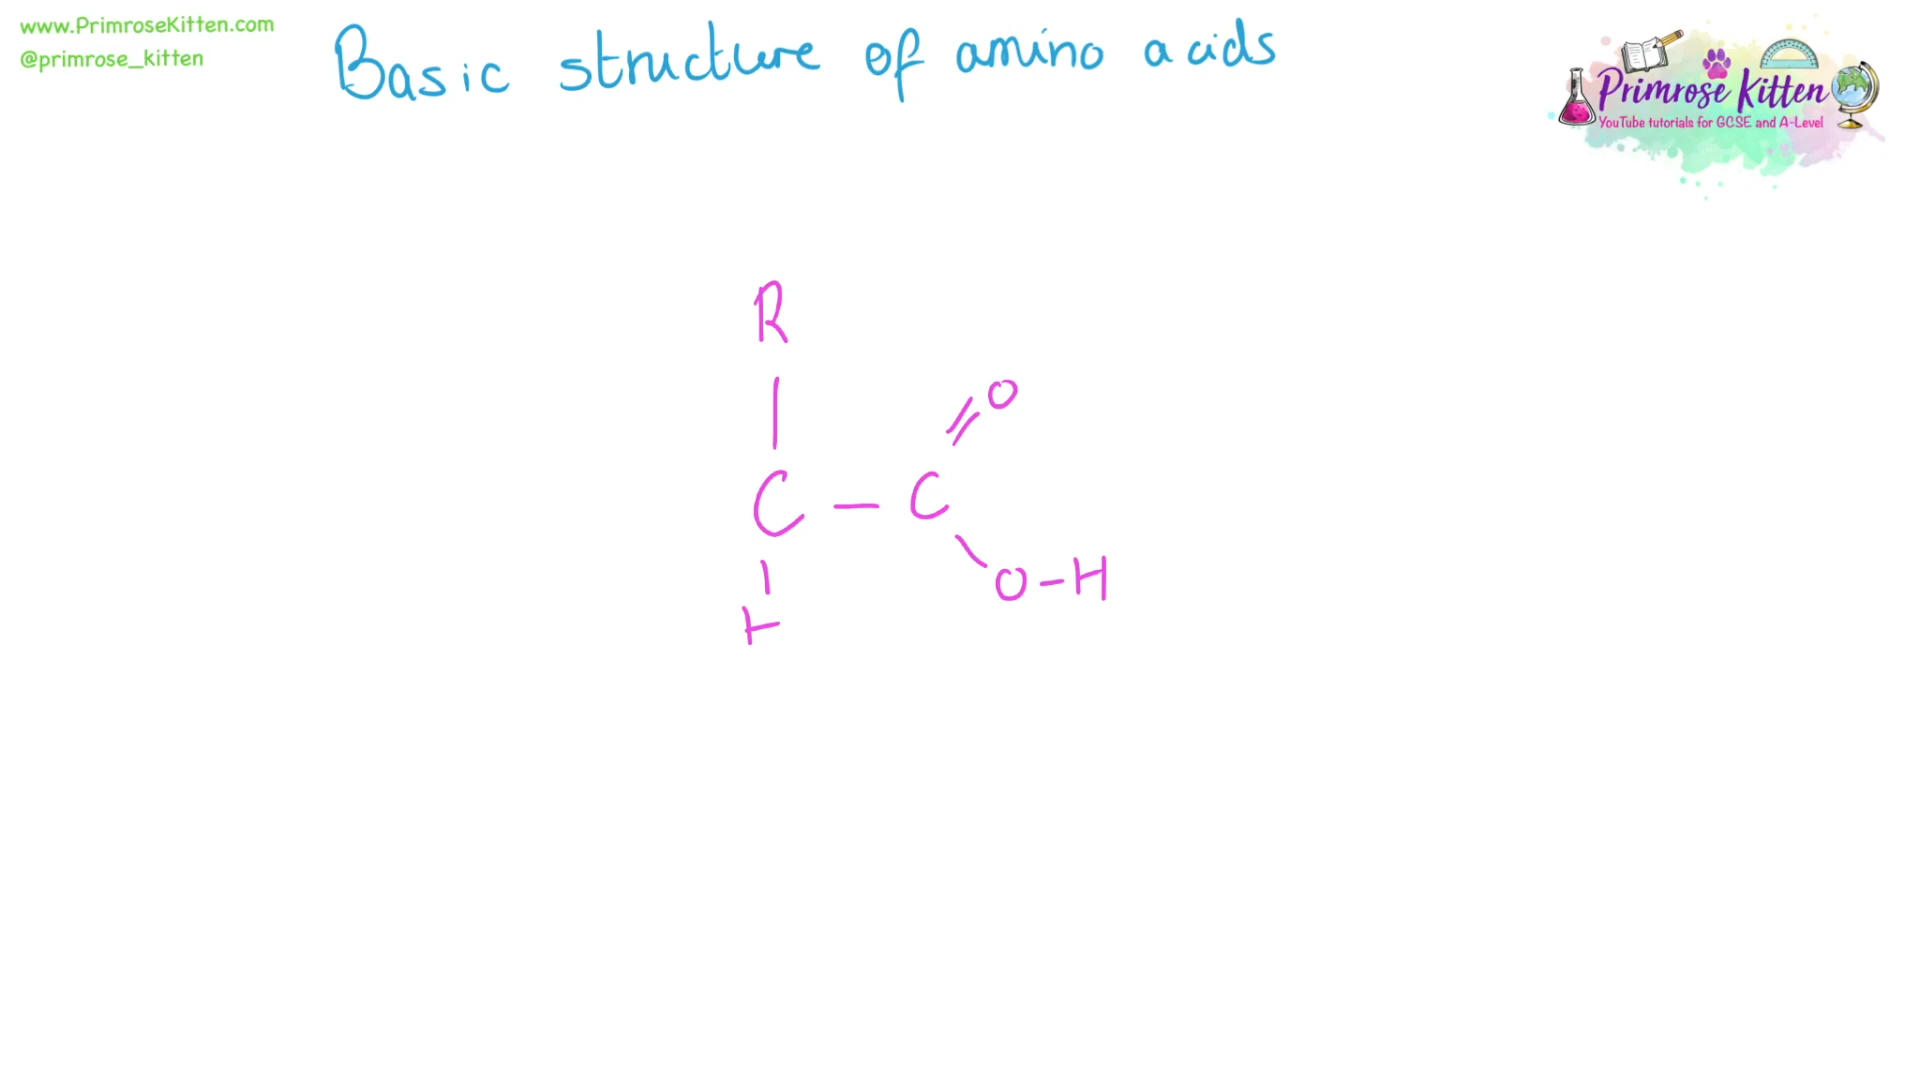 www.PrimroseKitten.com
@primrose_kitten
Basic structure of amino acids
Primrose Kitten
YouTube tutorials for GCSE and A-Level
R
O
C — C
O-H